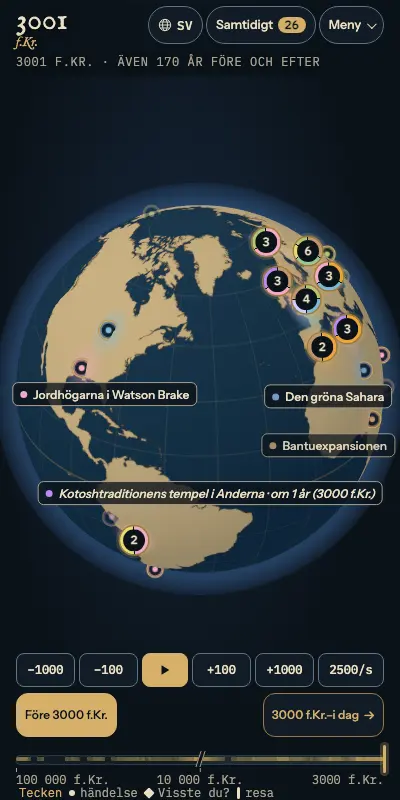 3001
f.Kr.
SV
Samtidigt 26
Meny
3001 F.KR. · ÄVEN 170 ÅR FÖRE OCH EFTER
3
6
3
3
4
3
2
Jordhögarna i Watson Brake
Den gröna Sahara
Bantuexpansionen
Kotoshtraditionens tempel i Anderna · om 1 år (3000 f.Kr.)
2
−1000
−100
+100
+1000
2500/s
Före 3000 f.Kr.
3000 f.Kr.–i dag →
100 000 f.Kr.
10 000 f.Kr.
3000 f.Kr.
Tecken händelse Visste du? resa